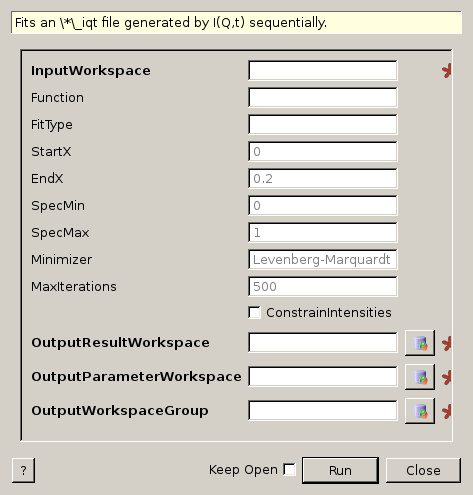 Fits an \*\_iqt file generated by I(Q,t) sequentially.
InputWorkspace
Function
FitType
StartX 0
EndX 0.2
SpecMin 0
SpecMax 1
Minimizer Levenberg-Marquardt
MaxIterations 500
ConstrainIntensities
OutputResultWorkspace
OutputParameterWorkspace
OutputWorkspaceGroup
? Keep Open Run Close